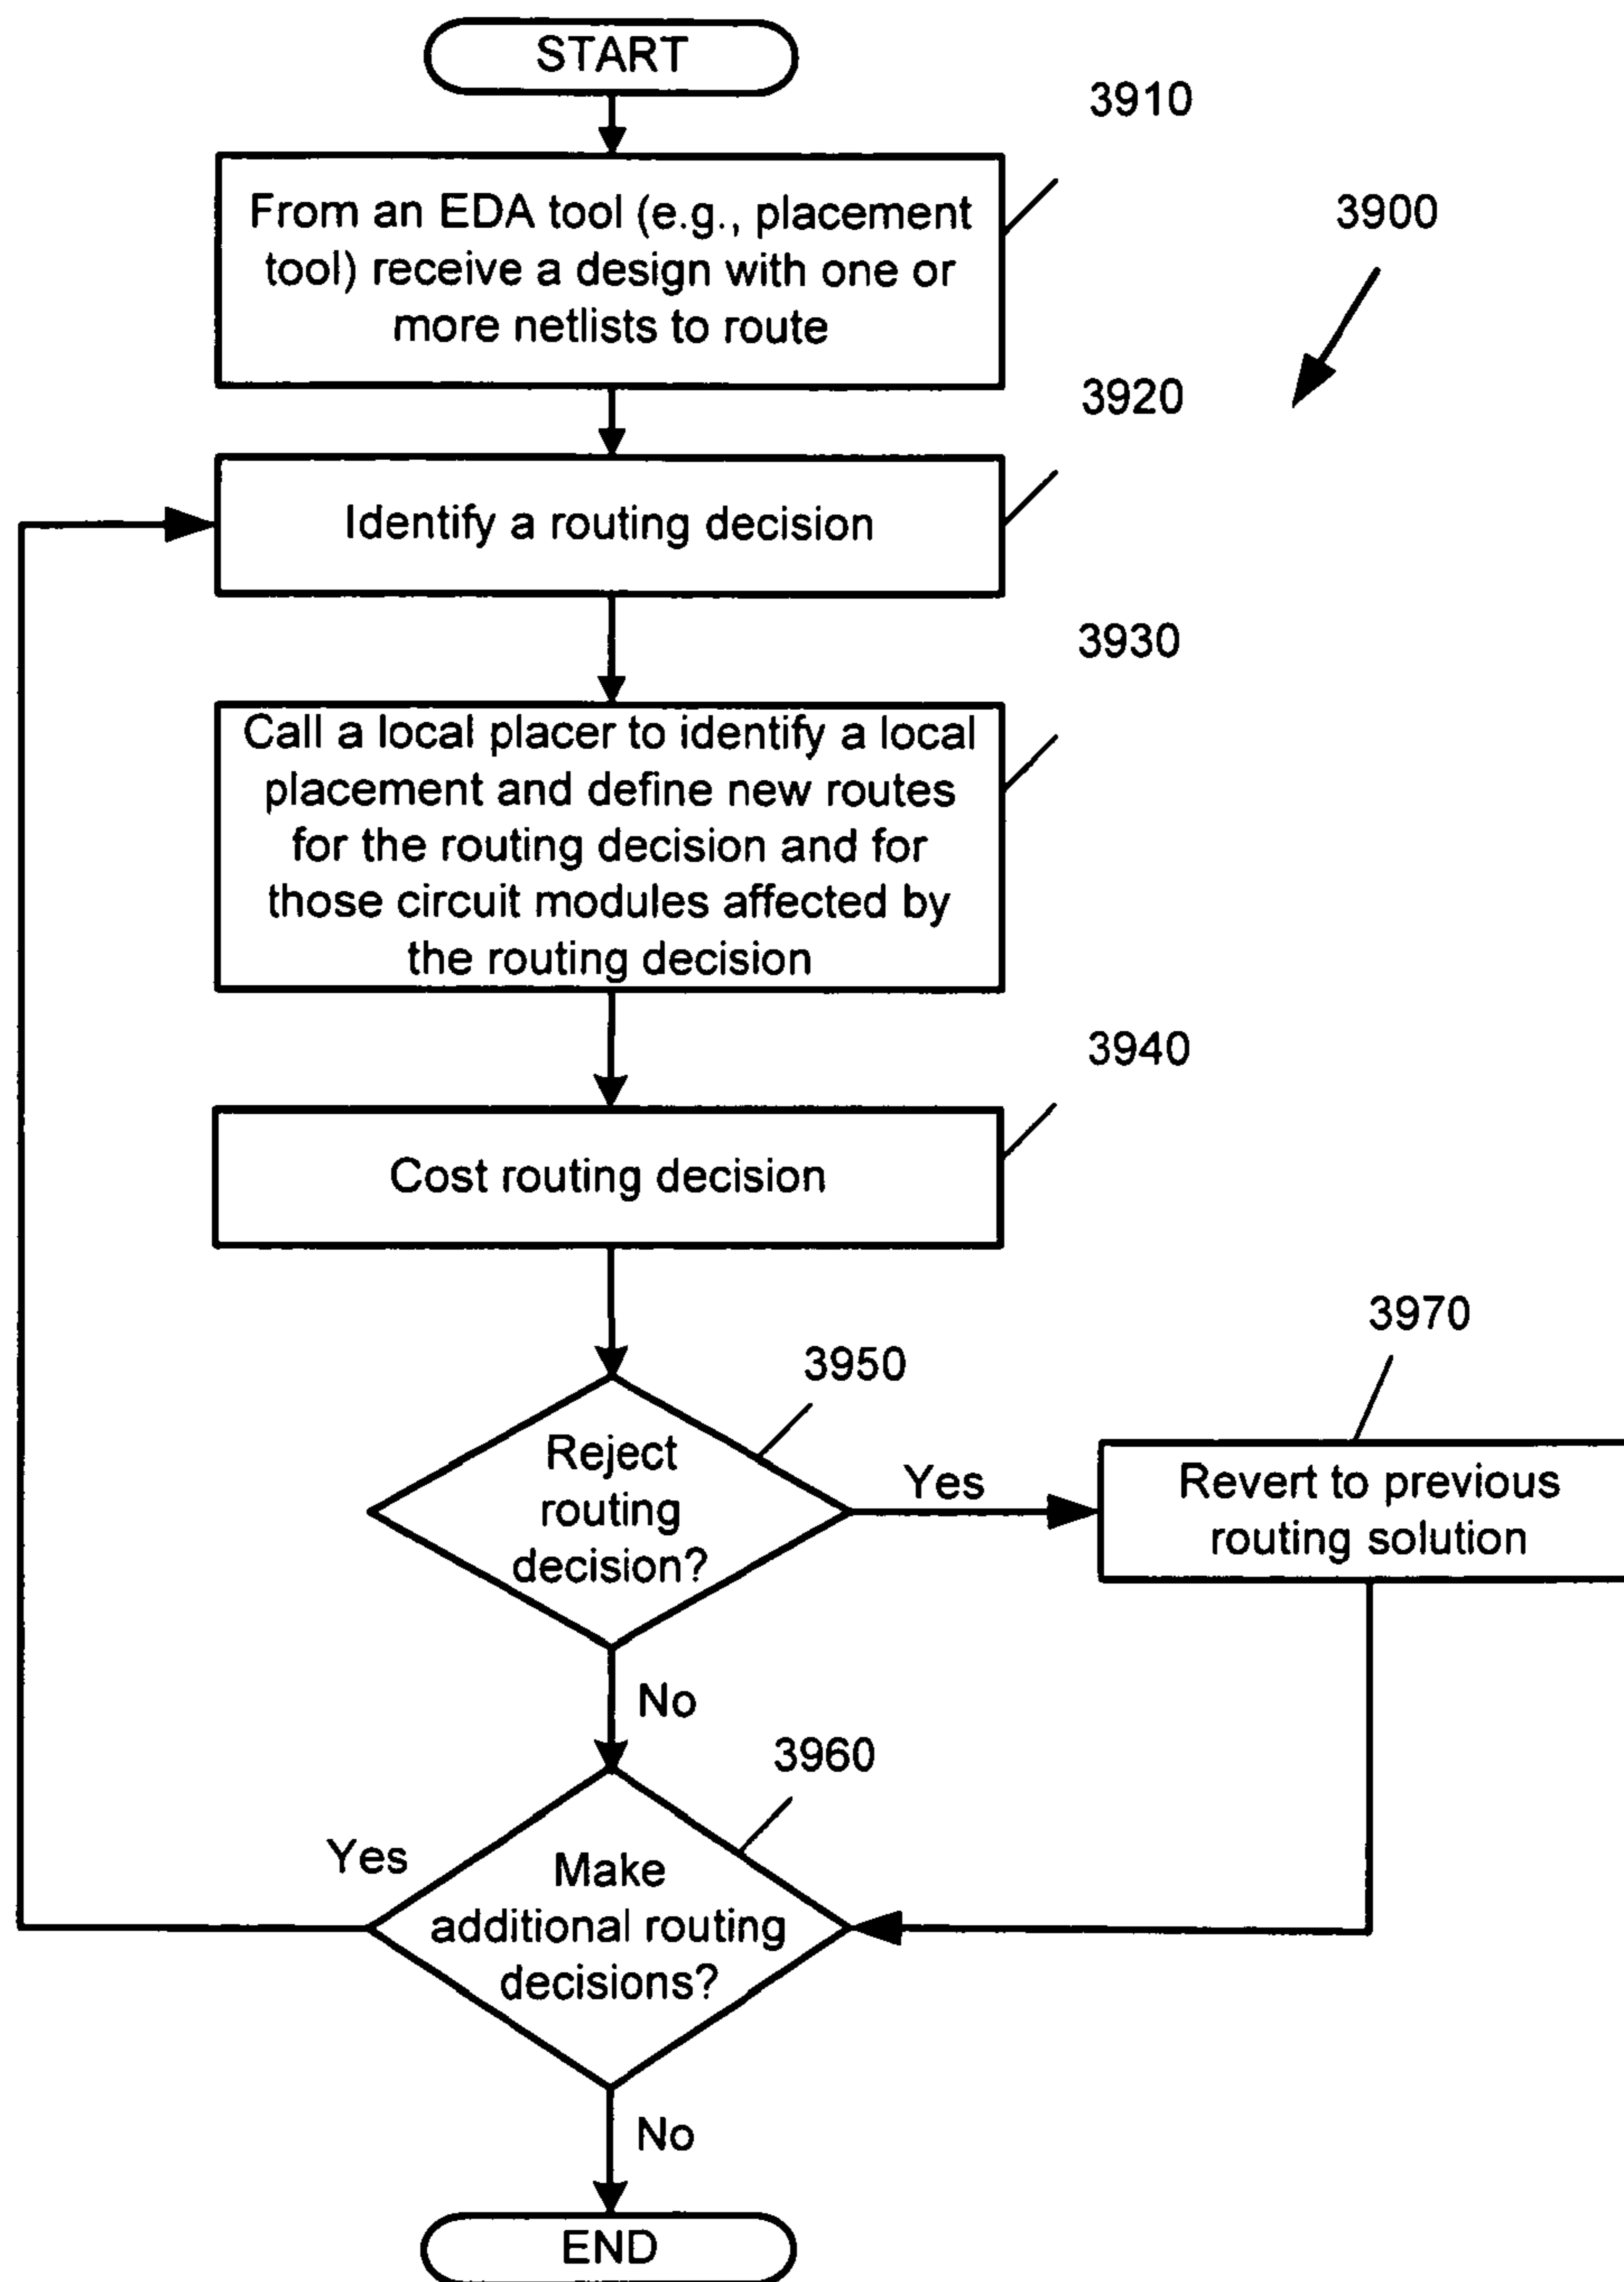 START
3910
From an EDA tool (e.g., placement
tool) receive a design with one or
more netlists to route
3900
3920
Identify a routing decision
3930
Call a local placer to identify a local
placement and define new routes
for the routing decision and for
those circuit modules affected by
the routing decision
3940
Cost routing decision
3970
3950
Reject
routing
decision?
Yes
Revert to previous
routing solution
No
3960
Yes
Make
additional routing
decisions?
No
END